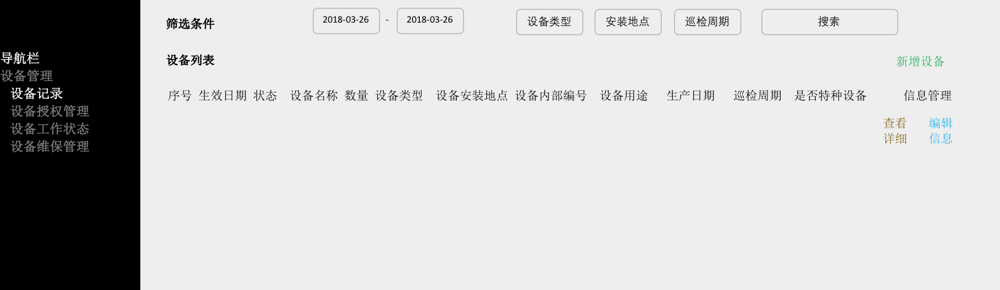 导航栏
设备管理
设备记录
设备授权管理
设备工作状态
设备维保管理
筛选条件 2018-03-26 - 2018-03-26 设备类型 安装地点 巡检周期 搜索
设备列表 新增设备
序号 生效日期 状态 设备名称 数量 设备类型 设备安装地点 设备内部编号 设备用途 生产日期 巡检周期 是否特种设备 信息管理
查看 编辑
详细 信息